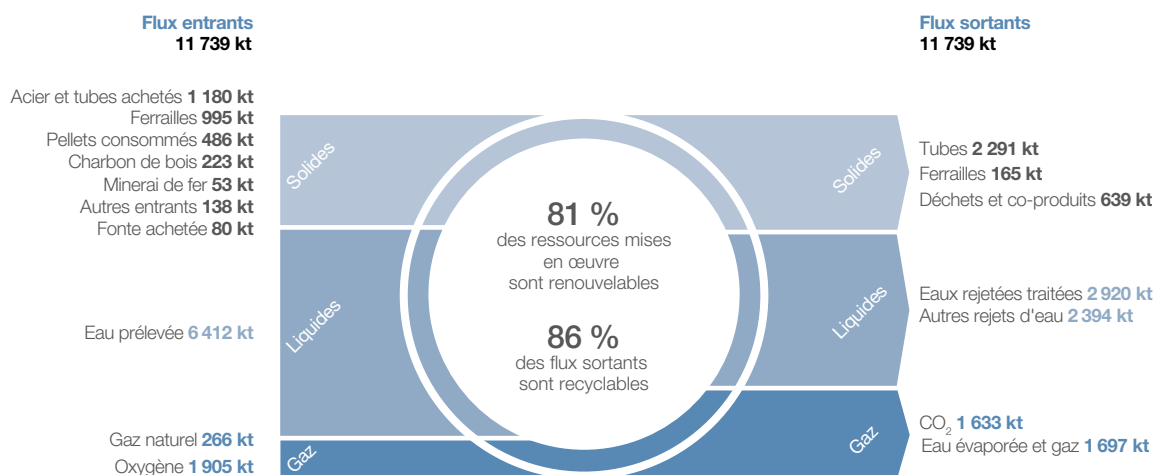 Flux entrants
11 739 kt
Flux sortants
11 739 kt
Acier et tubes achetés 1 180 kt
Ferrailles 995 kt
Pellets consommés 486 kt
Charbon de bois 223 kt
Minerai de fer 53 kt
Autres entrants 138 kt
Fonte achetée 80 kt
Solides
Eau prélevée 6 412 kt
Liquides
Gaz naturel 266 kt
Oxygène 1 905 kt
Gaz
81 %
des ressources mises
en œuvre
sont renouvelables
86 %
des flux sortants
sont recyclables
Solides
Tubes 2 291 kt
Ferrailles 165 kt
Déchets et co-produits 639 kt
Liquides
Eaux rejetées traitées 2 920 kt
Autres rejets d'eau 2 394 kt
Gaz
CO₂ 1 633 kt
Eau évaporée et gaz 1 697 kt